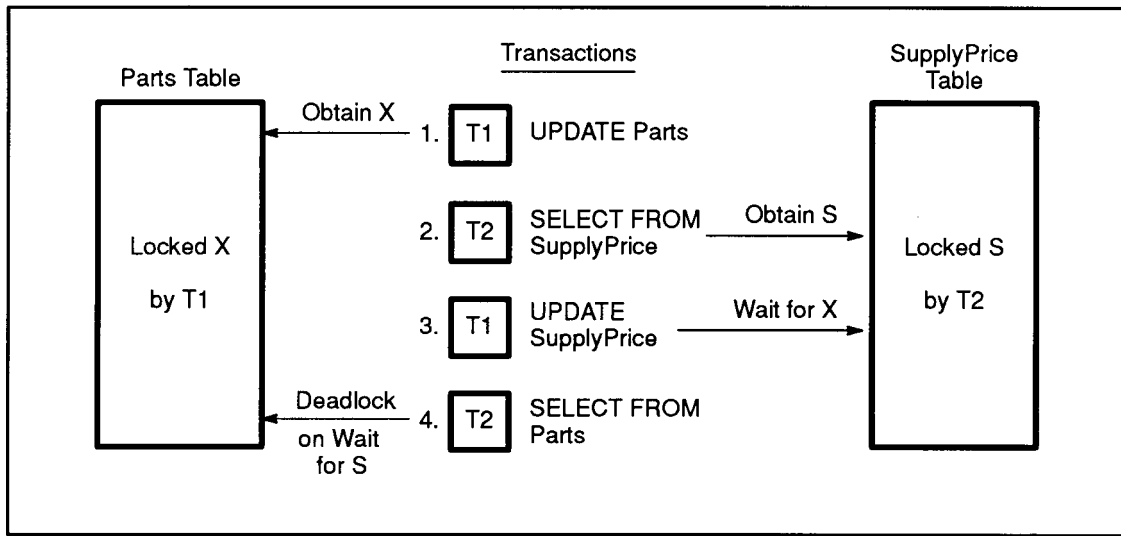 Transactions
Parts Table
SupplyPrice
Table
Obtain X
1. T1 UPDATE Parts
2. T2 SELECT FROM
SupplyPrice
Obtain S
Locked X
by T1
Locked S
by T2
3. T1 UPDATE
SupplyPrice
Wait for X
Deadlock
on Wait
for S
4. T2 SELECT FROM
Parts